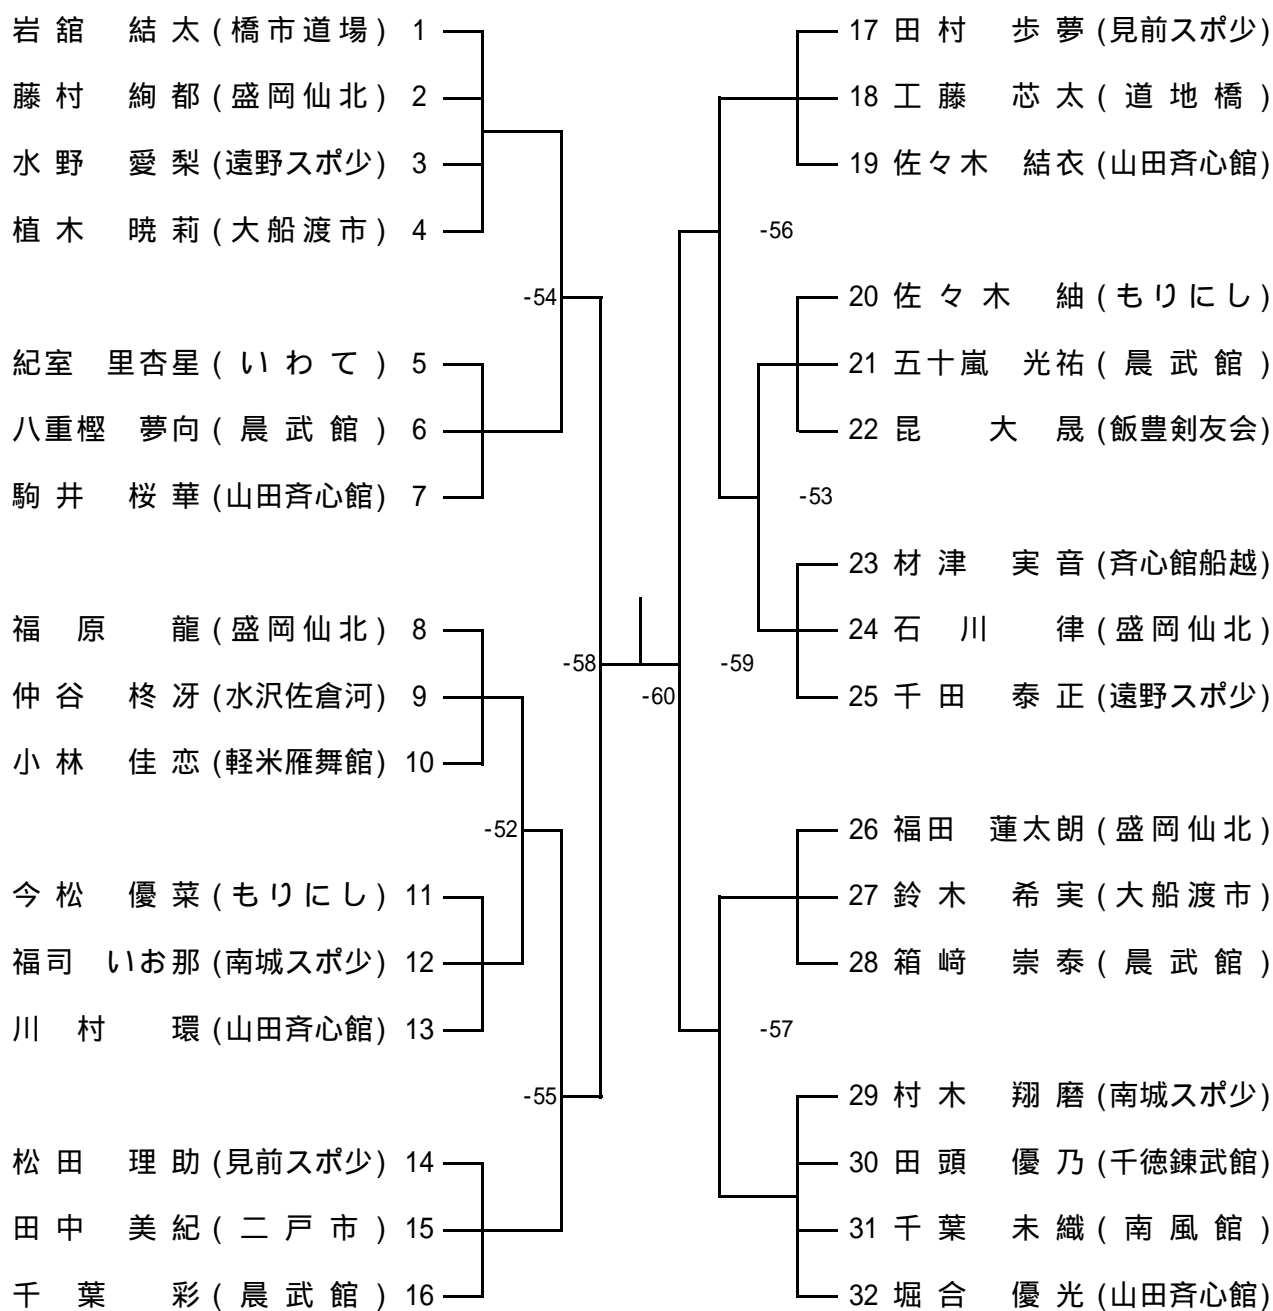 岩舘 結太(橋市道場) 1
藤村 絢都(盛岡仙北) 2
水野 愛梨(遠野スポ少) 3
植木 暁莉(大船渡市) 4
-54
紀室 里杏星(いわて) 5
八重樫 夢向(晨武館) 6
駒井 桜華(山田斉心館) 7
福原 龍(盛岡仙北) 8
-58
仲谷 柊冴(水沢佐倉河) 9
小林 佳恋(軽米雁舞館) 10
-52
今松 優菜(もりにし) 11
福司 いお那(南城スポ少) 12
川村 環(山田斉心館) 13
-55
松田 理助(見前スポ少) 14
田中 美紀(二戸市) 15
千葉 彩(晨武館) 16
-60
17 田村 歩夢(見前スポ少)
18 工藤 芯太(道地橋)
19 佐々木 結衣(山田斉心館)
-56
20 佐々木 紬(もりにし)
21 五十嵐 光祐(晨武館)
22 昆 大晟(飯豊剣友会)
-53
23 材津 実音(斉心館船越)
24 石川 律(盛岡仙北)
-59
25 千田 泰正(遠野スポ少)
26 福田 蓮太朗(盛岡仙北)
27 鈴木 希実(大船渡市)
28 箱﨑 崇泰(晨武館)
-57
29 村木 翔磨(南城スポ少)
30 田頭 優乃(千徳錬武館)
31 千葉 未織(南風館)
32 堀合 優光(山田斉心館)